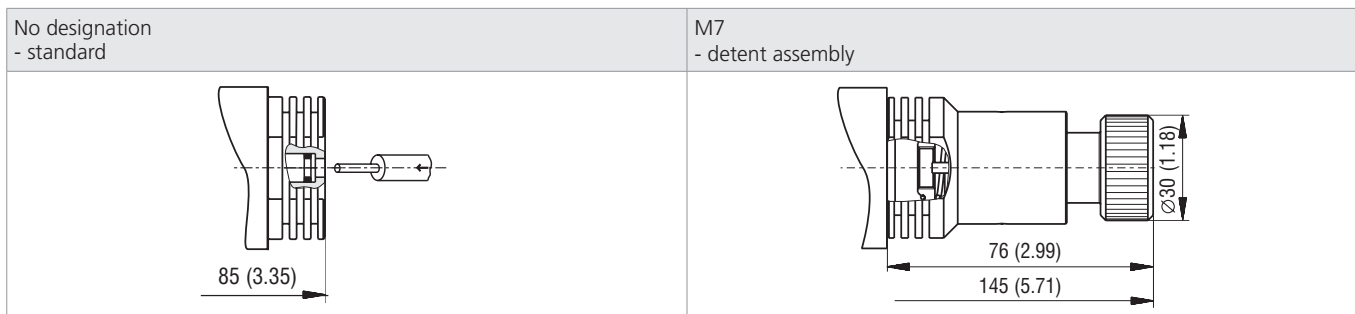 No designation
- standard
M7
- detent assembly
85 (3.35)
Ø30 (1.18)
76 (2.99)
145 (5.71)